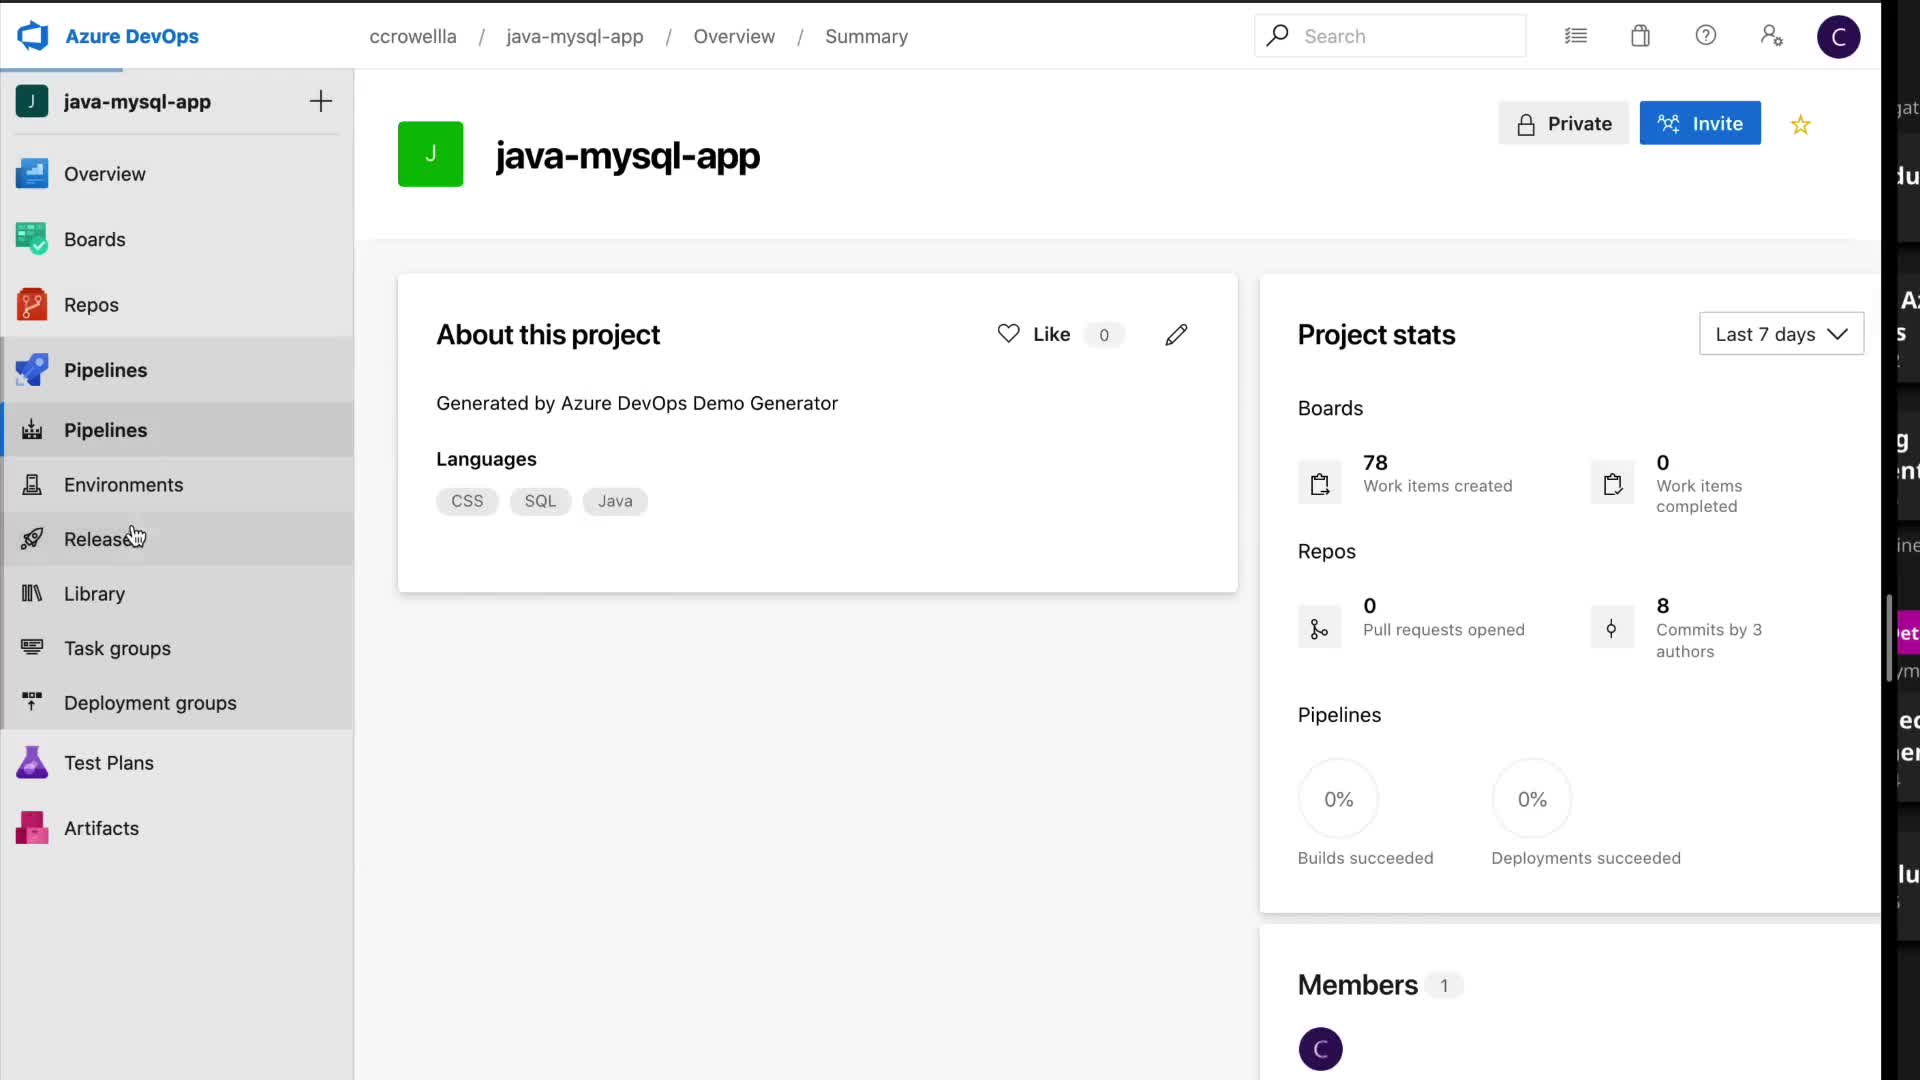 Azure DevOps
ccrowellla / java-mysql-app / Overview / Summary
Search
C
J java-mysql-app
Overview
Boards
Repos
Pipelines
Pipelines
Environments
Releases
Library
Task groups
Deployment groups
Test Plans
Artifacts
J
java-mysql-app
Private
Invite
About this project
Like 0
Generated by Azure DevOps Demo Generator
Languages
CSS SQL Java
Project stats
Last 7 days
Boards
78
Work items created
0
Work items
completed
Repos
0
Pull requests opened
8
Commits by 3
authors
Pipelines
0%
Builds succeeded
0%
Deployments succeeded
Members 1
C